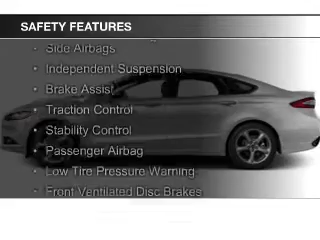 SAFETY FEATURES
• Side Airbags
• Independent Suspension
• Brake Assist
• Traction Control
• Stability Control
• Passenger Airbag
• Low Tire Pressure Warning
• Front Ventilated Disc Brakes